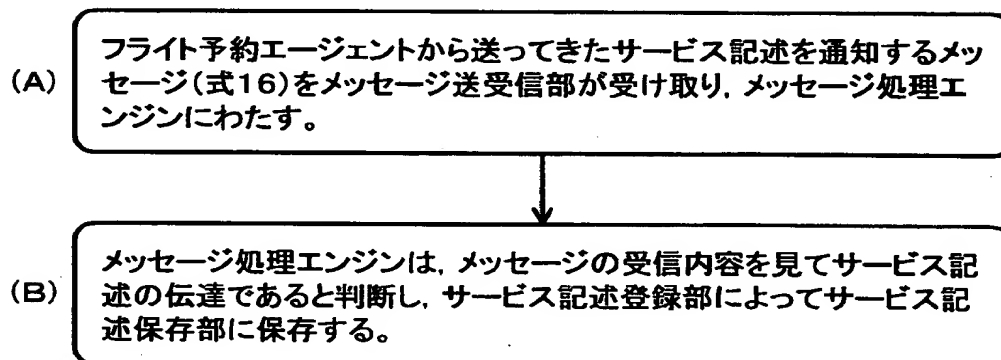 (A)
フライト予約エージェントから送ってきたサービス記述を通知するメッ
セージ(式16)をメッセージ送受信部が受け取り, メッセージ処理エ
ンジンにわたす。
(B)
メッセージ処理エンジンは, メッセージの受信内容を見てサービス記
述の伝達であると判断し, サービス記述登録部によってサービス記
述保存部に保存する。